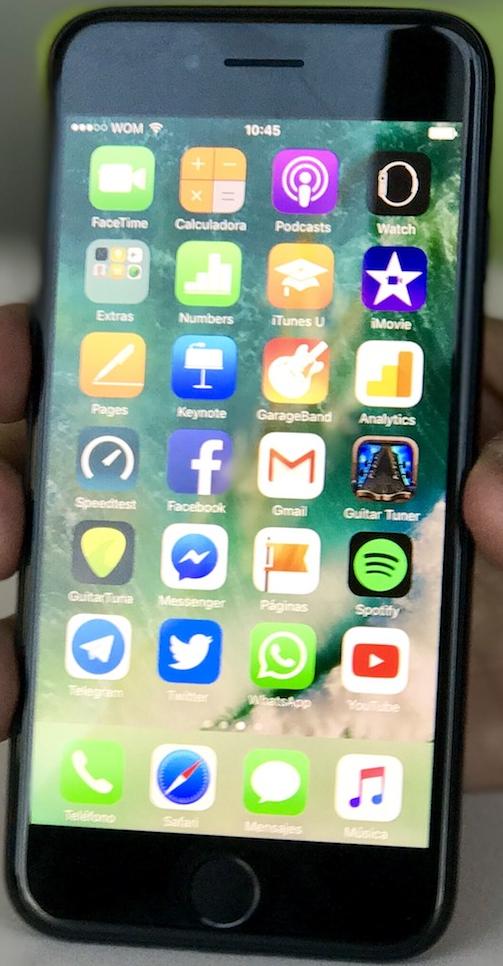 WOM 10:45
FaceTime Calculadora Podcasts Watch
Extras Numbers iTunes U iMovie
Pages Keynote GarageBand Analytics
Speedtest Facebook Gmail Guitar Tuner
GuitarTuna Messenger Páginas Spotify
Telegram Twitter WhatsApp YouTube
Teléfono Safari Mensajes Música